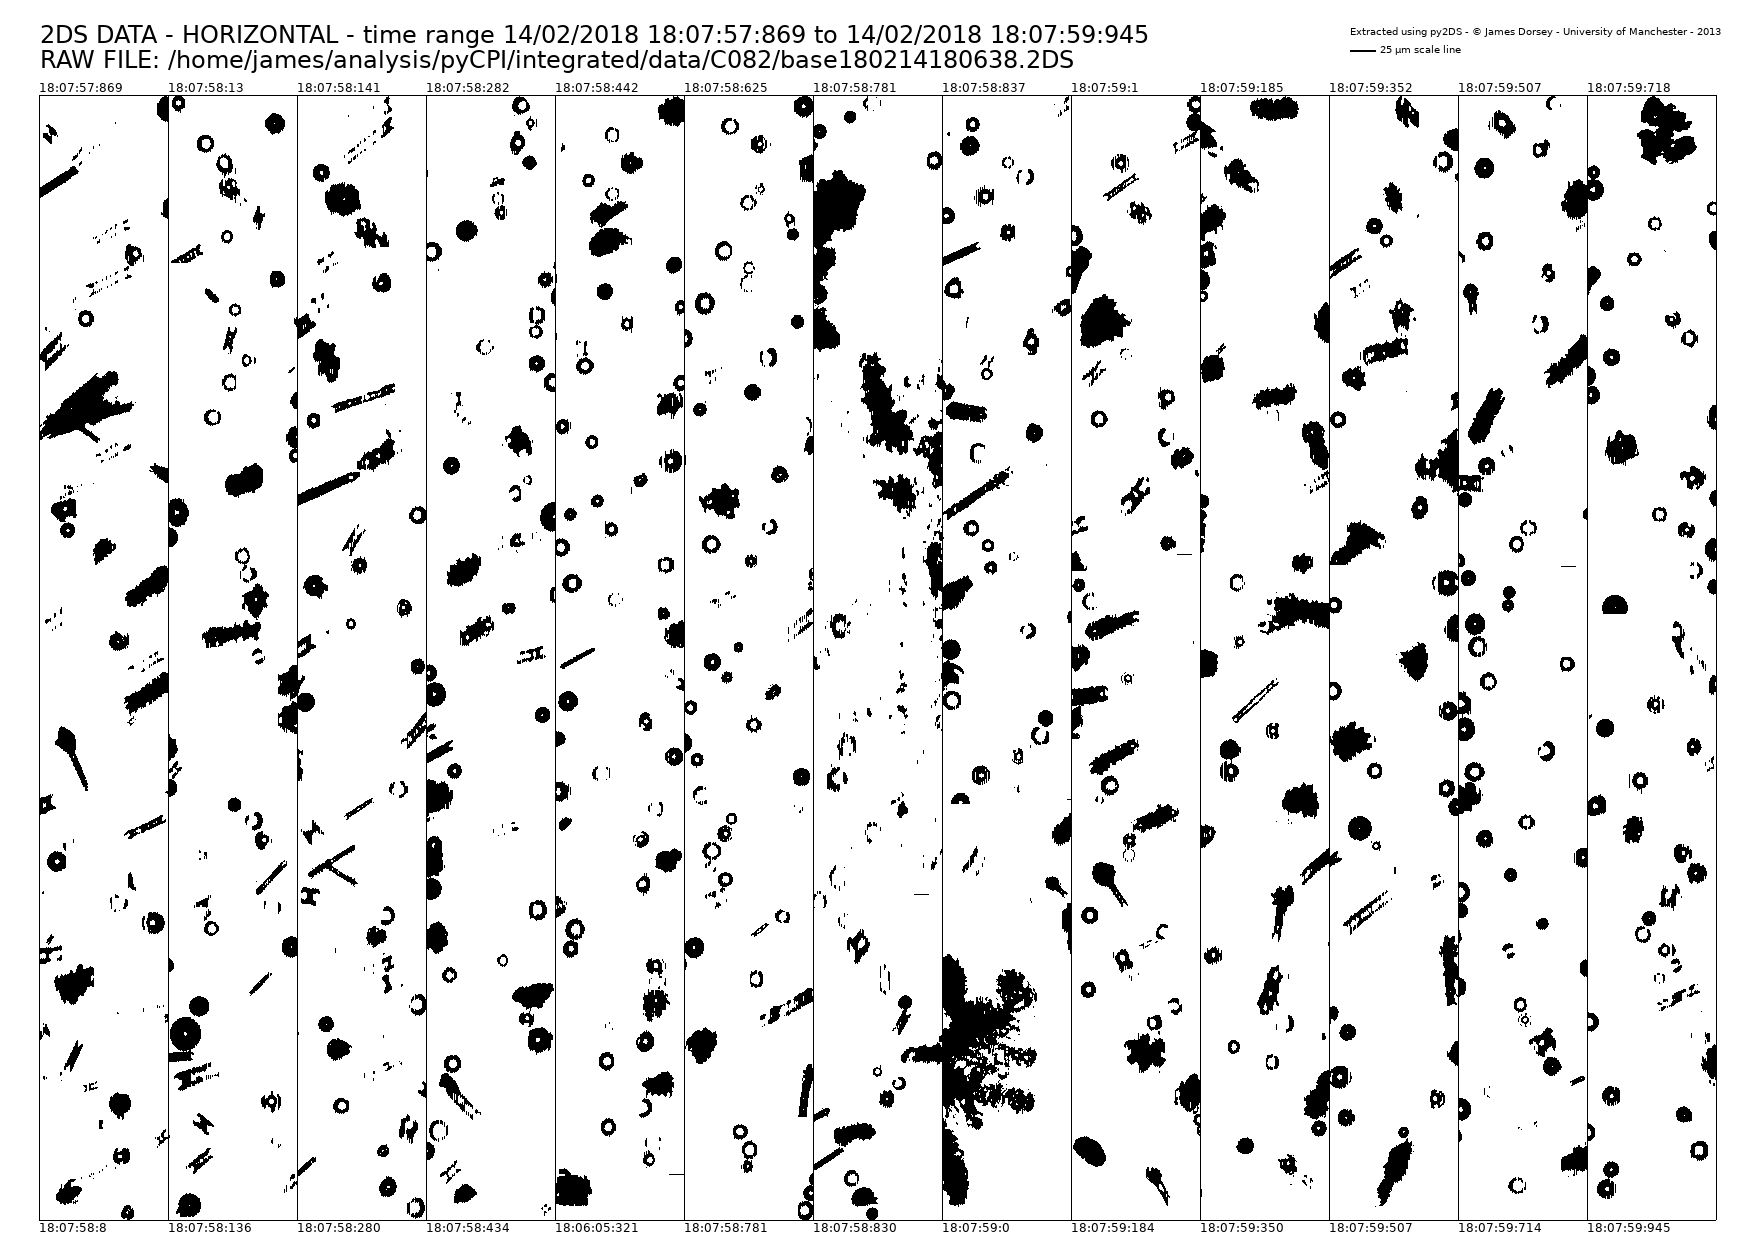 2DS DATA - HORIZONTAL - time range 14/02/2018 18:07:57:869 to 14/02/2018 18:07:59:945
RAW FILE: /home/james/analysis/pyCPI/integrated/data/C082/base180214180638.2DS
Extracted using py2DS - © James Dorsey - University of Manchester - 2013
25 µm scale line
18:07:57:869 18:07:58:13 18:07:58:141 18:07:58:282 18:07:58:442 18:07:58:625 18:07:58:781 18:07:58:837 18:07:59:1 18:07:59:185 18:07:59:352 18:07:59:507 18:07:59:718
18:07:58:8 18:07:58:136 18:07:58:280 18:07:58:434 18:06:05:321 18:07:58:781 18:07:58:830 18:07:59:0 18:07:59:184 18:07:59:350 18:07:59:507 18:07:59:714 18:07:59:945